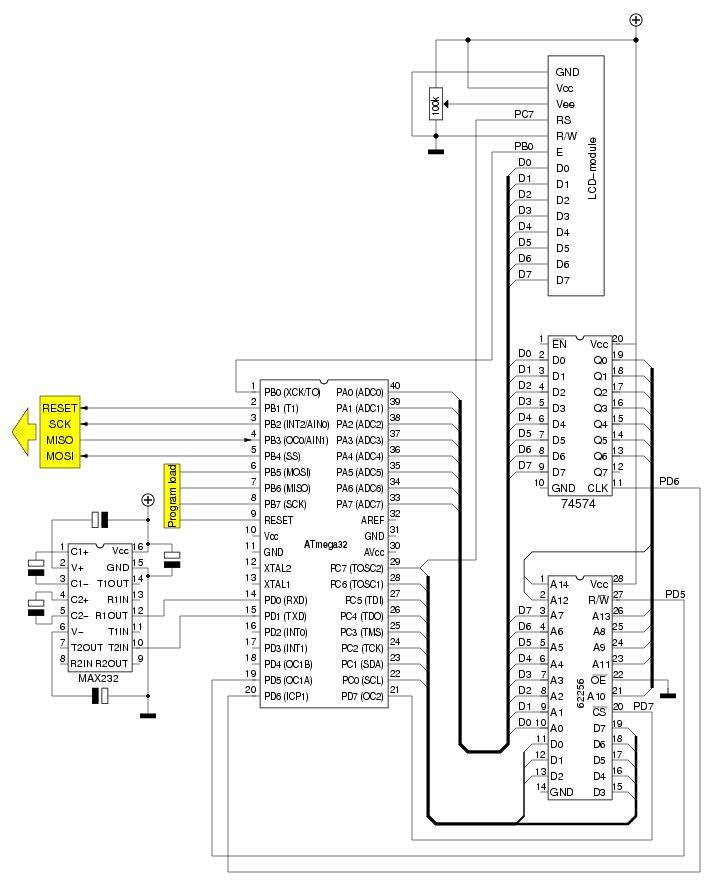 GND
Vcc
Vee
RS
R/W
E
D0
D1
D2
D3
D4
D5
D6
D7
LCD-module
100k
PC7
PB0
D0
D1
D2
D3
D4
D5
D6
D7
1 EN Vcc 20
D0 2 D0 Q0 19
D1 3 D1 Q1 18
D2 4 D2 Q2 17
D3 5 D3 Q3 16
D4 6 D4 Q4 15
D5 7 D5 Q5 14
D6 8 D6 Q6 13
D7 9 D7 Q7 12
10 GND CLK 11
PD6
74574
RESET
SCK
MISO
MOSI
Program load
1 PB0 (XCK/TO) PA0 (ADC0) 40
2 PB1 (T1) PA1 (ADC1) 39
3 PB2 (INT2/AIN0) PA2 (ADC2) 38
4 PB3 (OC0/AIN1) PA3 (ADC3) 37
5 PB4 (SS) PA4 (ADC4) 36
6 PB5 (MOSI) PA5 (ADC5) 35
7 PB6 (MISO) PA6 (ADC6) 34
8 PB7 (SCK) PA7 (ADC7) 33
9 RESET AREF 32
10 Vcc GND 31
11 GND AVcc 30
12 XTAL2 PC7 (TOSC2) 29
13 XTAL1 PC6 (TOSC1) 28
14 PD0 (RXD) PC5 (TDI) 27
15 PD1 (TXD) PC4 (TDO) 26
16 PD2 (INT0) PC3 (TMS) 25
17 PD3 (INT1) PC2 (TCK) 24
18 PD4 (OC1B) PC1 (SDA) 23
19 PD5 (OC1A) PC0 (SCL) 22
20 PD6 (ICP1) PD7 (OC2) 21
ATmega32
1 C1+ Vcc 16
2 V+ GND 15
3 C1- T1OUT 14
4 C2+ R1IN 13
5 C2- R1OUT 12
6 V- T1IN 11
7 T2OUT T2IN 10
8 R2IN R2OUT 9
MAX232
1 A14 Vcc 28
2 A12 R/W 27
PD5
D7 3 A7 A13 26
D6 4 A6 A8 25
D5 5 A5 A9 24
D4 6 A4 A11 23
D3 7 A3 OE 22
D2 8 A2 A10 21
D1 9 A1 CS 20
PD7
D0 10 A0 D7 19
11 D0 D6 18
12 D1 D5 17
13 D2 D4 16
14 GND D3 15
62256